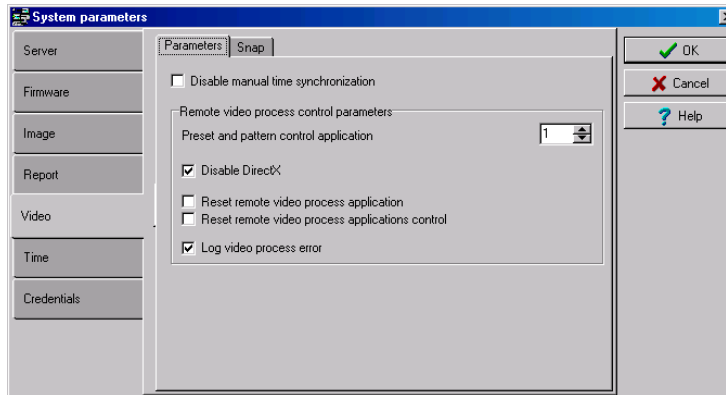 System parameters
Server
Firmware
Image
Report
Video
Time
Credentials
Parameters
Snap
Disable manual time synchronization
Remote video process control parameters
Preset and pattern control application
1
Disable DirectX
Reset remote video process application
Reset remote video process applications control
Log video process error
OK
Cancel
? Help